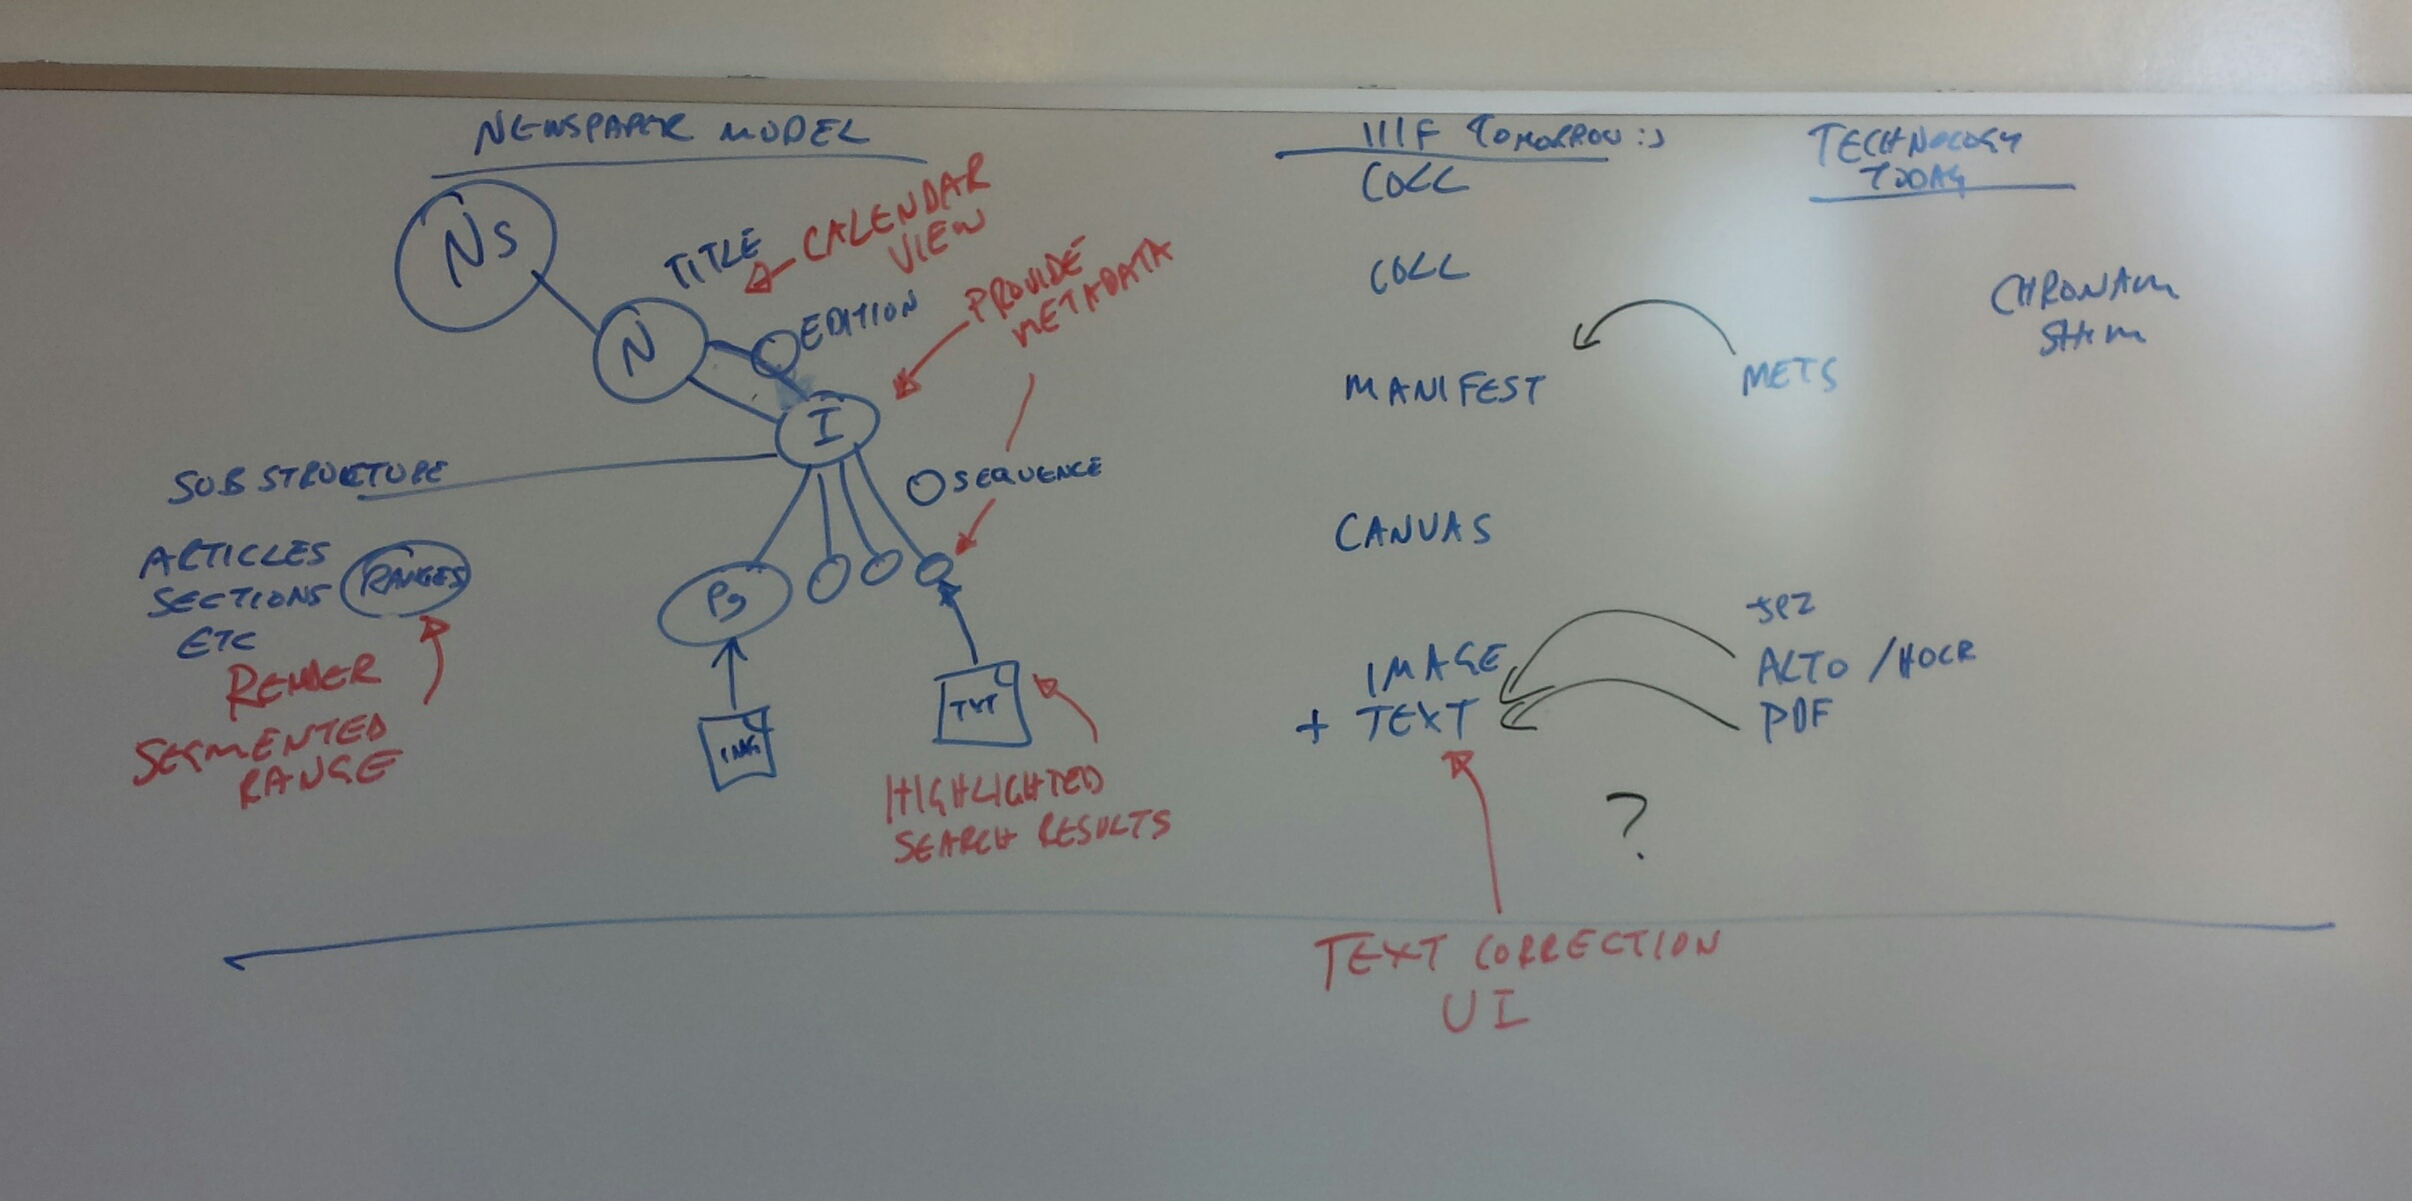 NEWSPAPER MODEL
NS
N
TITLE
CALENDAR
VIEW
EDITION
PROVIDE
METADATA
I
SUB STRUCTURE
SEQUENCE
ARTICLES
SECTIONS
ETC
RANGES
RENDER
SEGMENTED
RANGE
Pg
IMG
TXT
HIGHLIGHTED
SEARCH RESULTS
IIIF TOMORROW :)
COLL
COLL
MANIFEST
CANVAS
IMAGE
+ TEXT
TEXT CORRECTION
UI
TECHNOLOGY
TODAY
CHRONAM
SHIM
METS
JP2
ALTO / HOCR
PDF
?